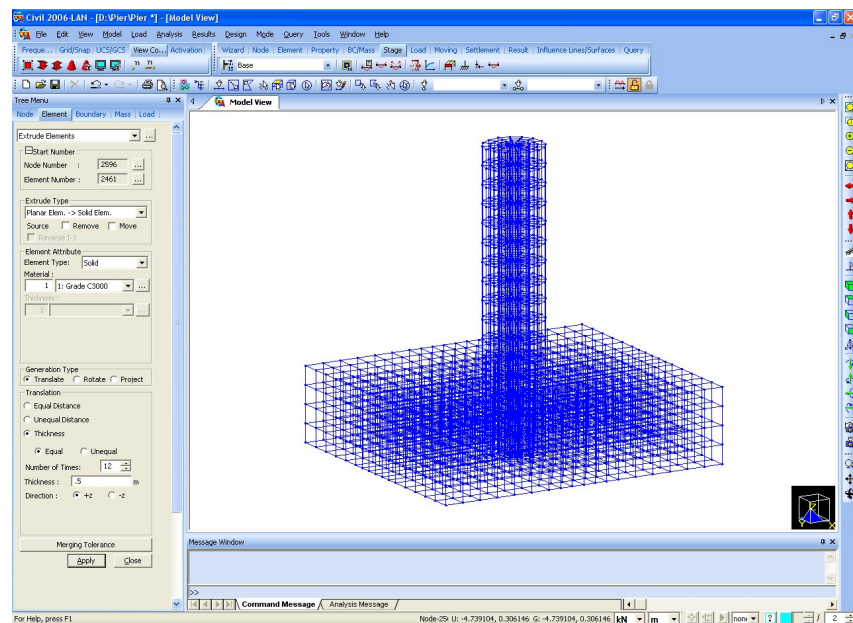 Civil 2006-LAN - [D:\Pier\Pier *] - [Model View]
File Edit View Model Load Analysis Results Design Mode Query Tools Window Help
Freque... Grid/Snap UCS/GCS View Co... Activation Wizard Node Element Property BC/Mass Stage Load Moving Settlement Result Influence Lines/Surfaces Query
Base
Tree Menu
Model View
Node Element Boundary Mass Load
Extrude Elements
Start Number
Node Number : 2596
Element Number : 2461
Extrude Type
Planar Elem. -> Solid Elem.
Source Remove Move
Reverse I-J
Element Attribute
Element Type: Solid
Material :
1 1: Grade C3000
Thickness :
1
Generation Type
Translate Rotate Project
Translation
Equal Distance
Unequal Distance
Thickness
Equal Unequal
Number of Times: 12
Thickness : .5 m
Direction : +z -z
Merging Tolerance
Apply Close
Message Window
>>
Command Message Analysis Message
For Help, press F1
Node-25 U: -4.739104, 0.306146 G: -4.739104, 0.306146 kN m non 2